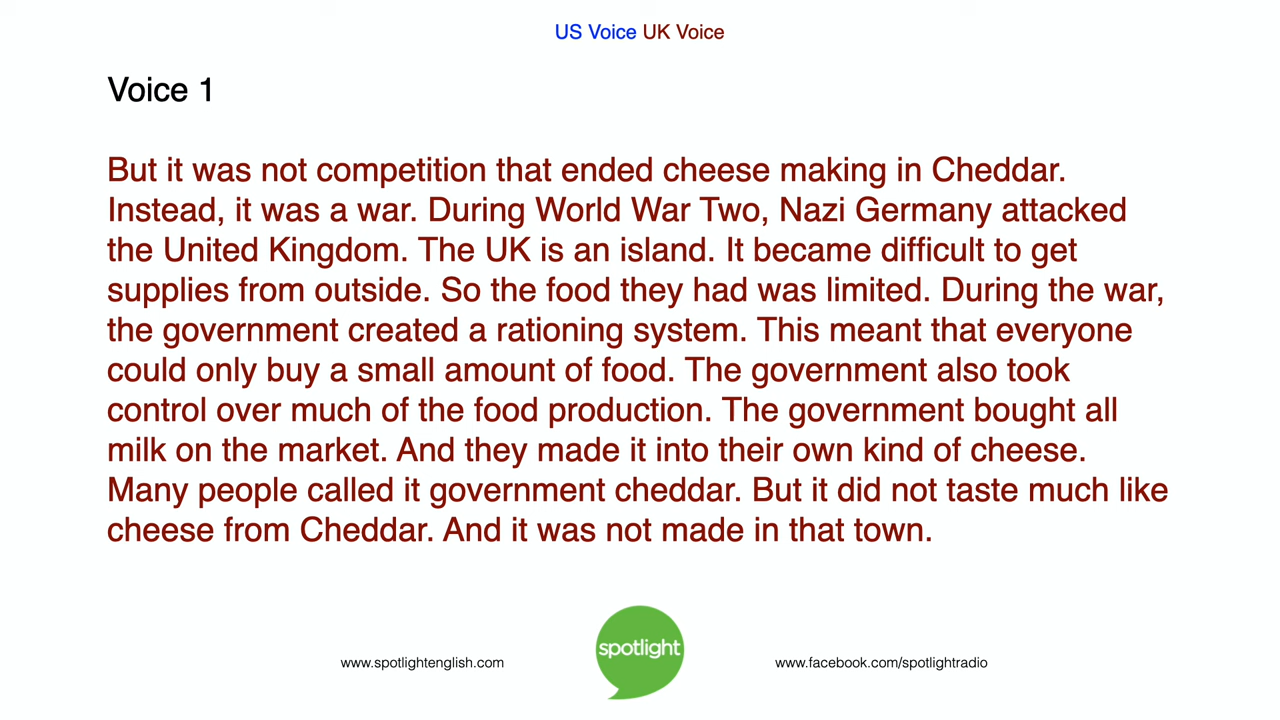 US Voice UK Voice
Voice 1
But it was not competition that ended cheese making in Cheddar.
Instead, it was a war. During World War Two, Nazi Germany attacked
the United Kingdom. The UK is an island. It became difficult to get
supplies from outside. So the food they had was limited. During the war,
the government created a rationing system. This meant that everyone
could only buy a small amount of food. The government also took
control over much of the food production. The government bought all
milk on the market. And they made it into their own kind of cheese.
Many people called it government cheddar. But it did not taste much like
cheese from Cheddar. And it was not made in that town.
spotlight
www.spotlightenglish.com
www.facebook.com/spotlightradio